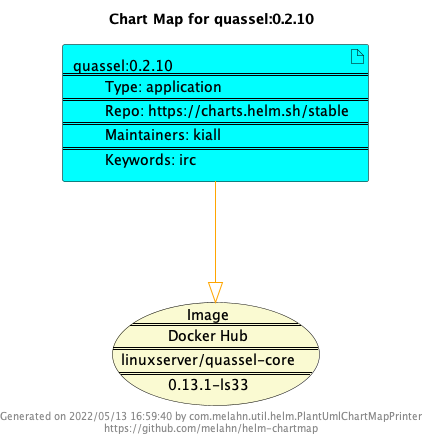 Chart Map for quassel:0.2.10
quassel:0.2.10
Type: application
Repo: https://charts.helm.sh/stable
Maintainers: kiall
Keywords: irc
Image
Docker Hub
linuxserver/quassel-core
0.13.1-ls33
Generated on 2022/05/13 16:59:40 by com.melahn.util.helm.PlantUmlChartMapPrinter
https://github.com/melahn/helm-chartmap